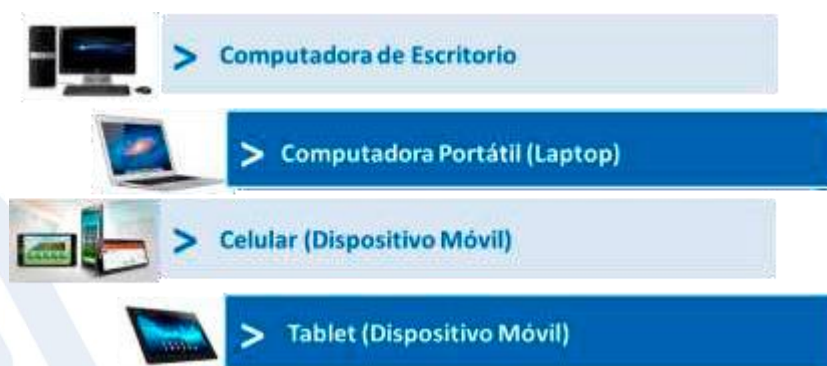 > Computadora de Escritorio
> Computadora Portátil (Laptop)
> Celular (Dispositivo Móvil)
> Tablet (Dispositivo Móvil)